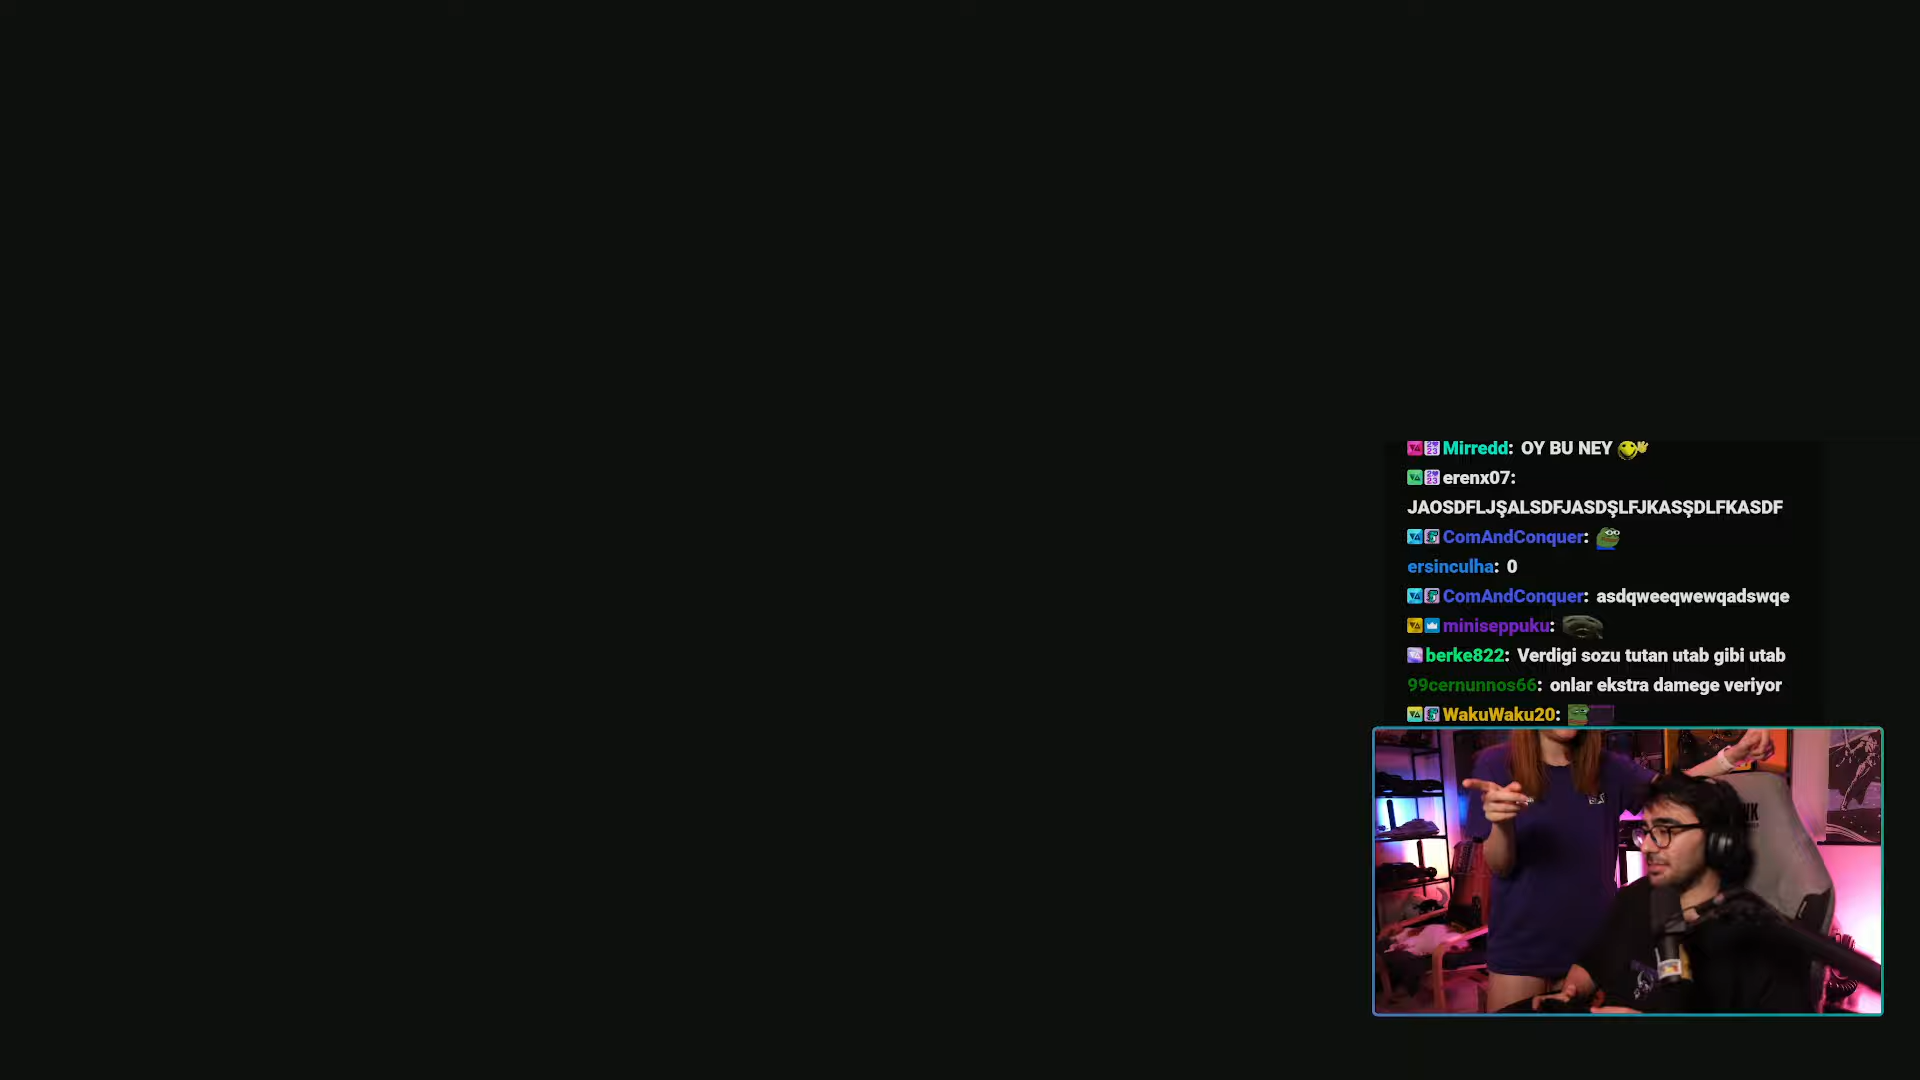 Mirredd: OY BU NEY
erenx07:
JAOSDFLJŞALSDFJASDŞLFJKASŞDLFKASDF
ComAndConquer:
ersinculha: 0
ComAndConquer: asdqweeqwewqadswqe
miniseppuku:
berke822: Verdigi sozu tutan utab gibi utab
99cernunnos66: onlar ekstra damege veriyor
WakuWaku20: